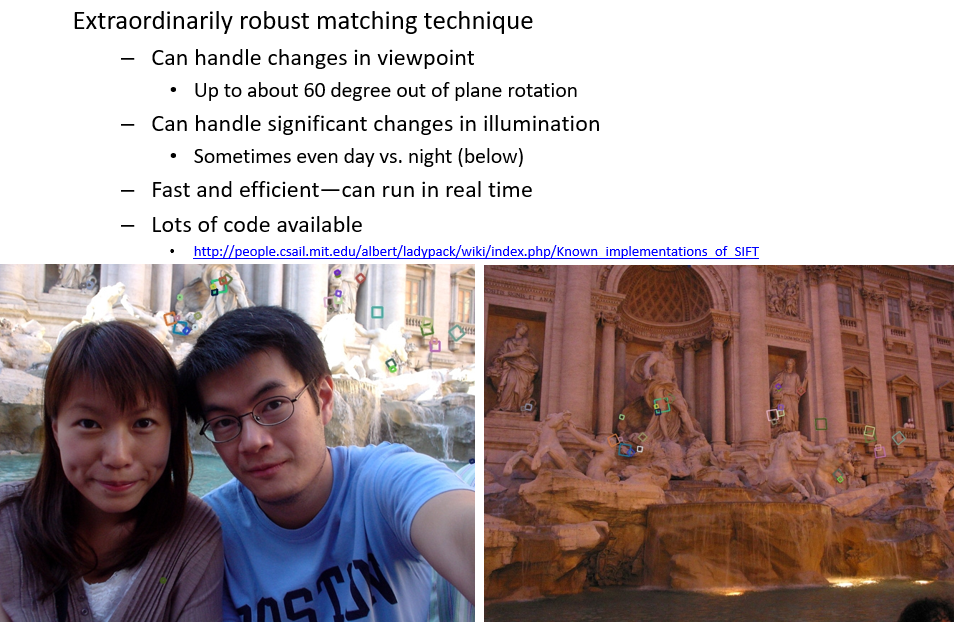 Extraordinarily robust matching technique
– Can handle changes in viewpoint
• Up to about 60 degree out of plane rotation
– Can handle significant changes in illumination
• Sometimes even day vs. night (below)
– Fast and efficient—can run in real time
– Lots of code available
• http://people.csail.mit.edu/albert/ladypack/wiki/index.php/Known_implementations_of_SIFT
BOSTON